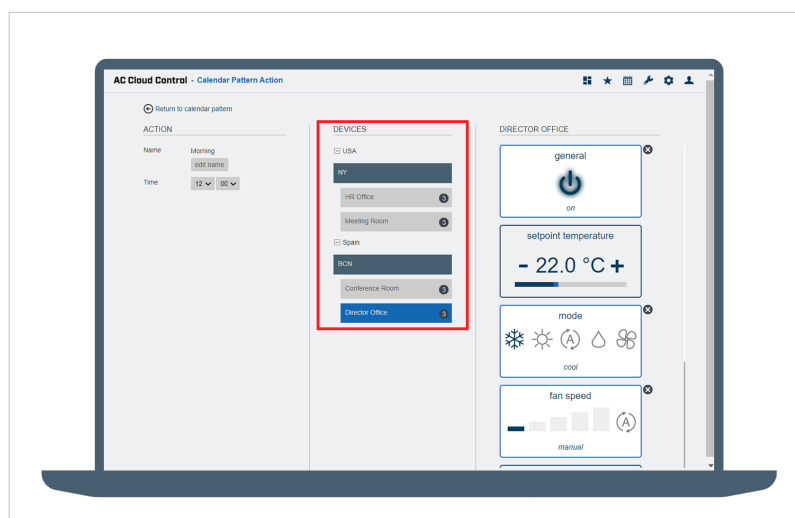 AC Cloud Control - Calendar Pattern Action
Return to calendar pattern
ACTION
Name Morning
edit name
Time 12 00
DEVICES
USA
NY
HR Office 3
Meeting Room 3
Spain
BCN
Conference Room 3
Director Office 3
DIRECTOR OFFICE
general
on
setpoint temperature
- 22.0 °C +
mode
A
cool
fan speed
A
manual